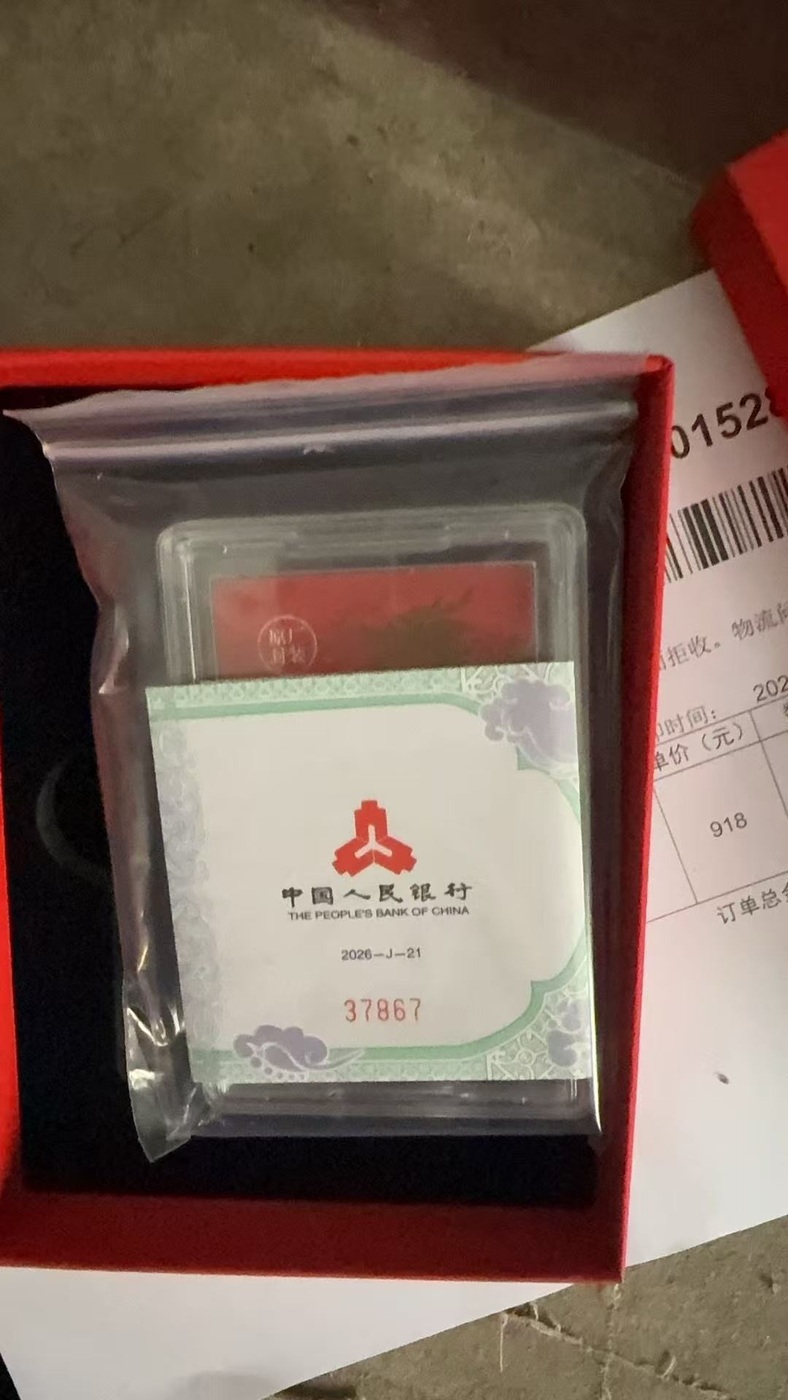 原厂
封装
中国人民银行
THE PEOPLE'S BANK OF CHINA
2026-J-21
37867
0152
拒收。物流
时间:
202
单价（元）
918
订单总